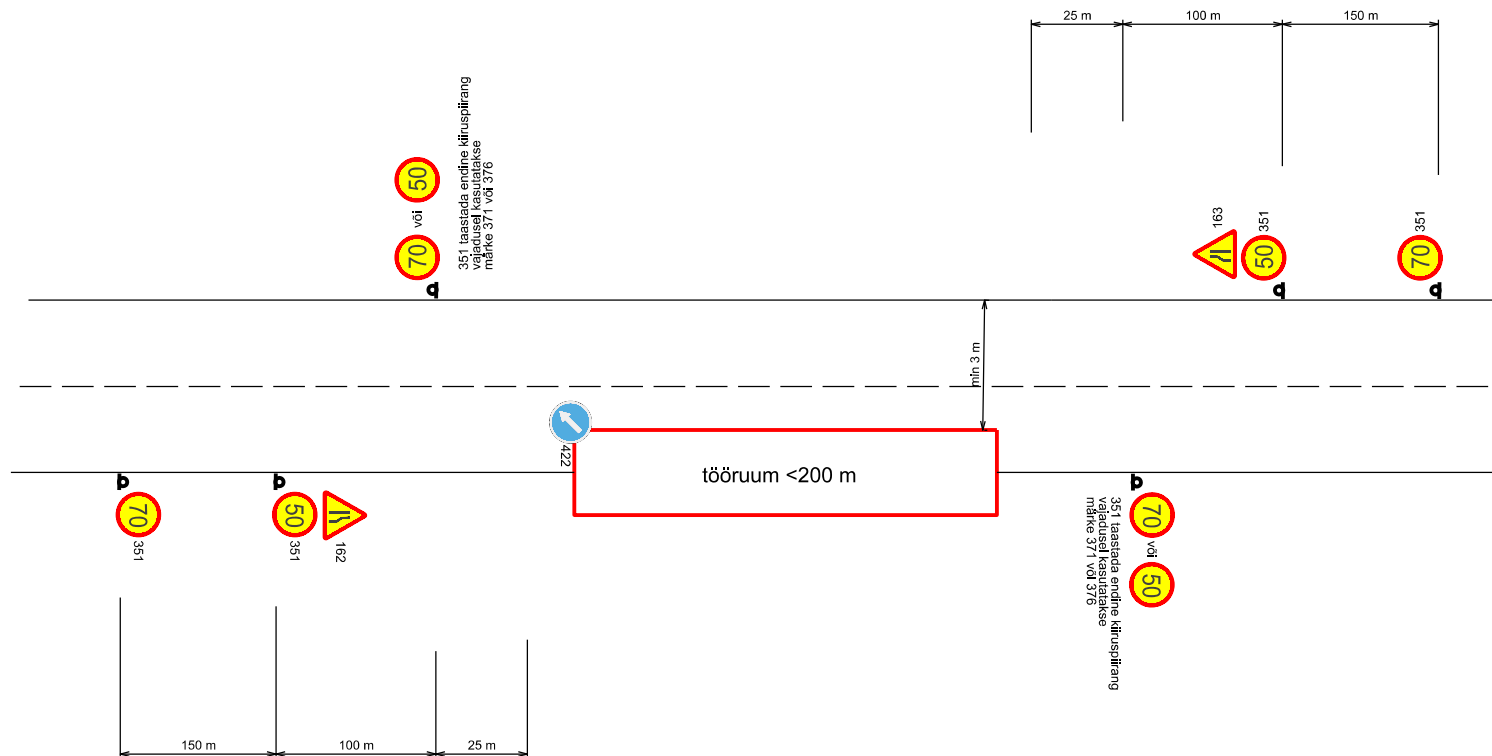 25 m
100 m
150 m
351 taastada endine kiiruspiirang
vajadusel kasutatakse
märke 371 või 376
50
või
70
163
351
50
351
70
min 3 m
422
tööruum <200 m
70
351
50
351
162
70
või
50
351 taastada endine kiiruspiirang
vajadusel kasutatakse
märke 371 või 376
150 m
100 m
25 m